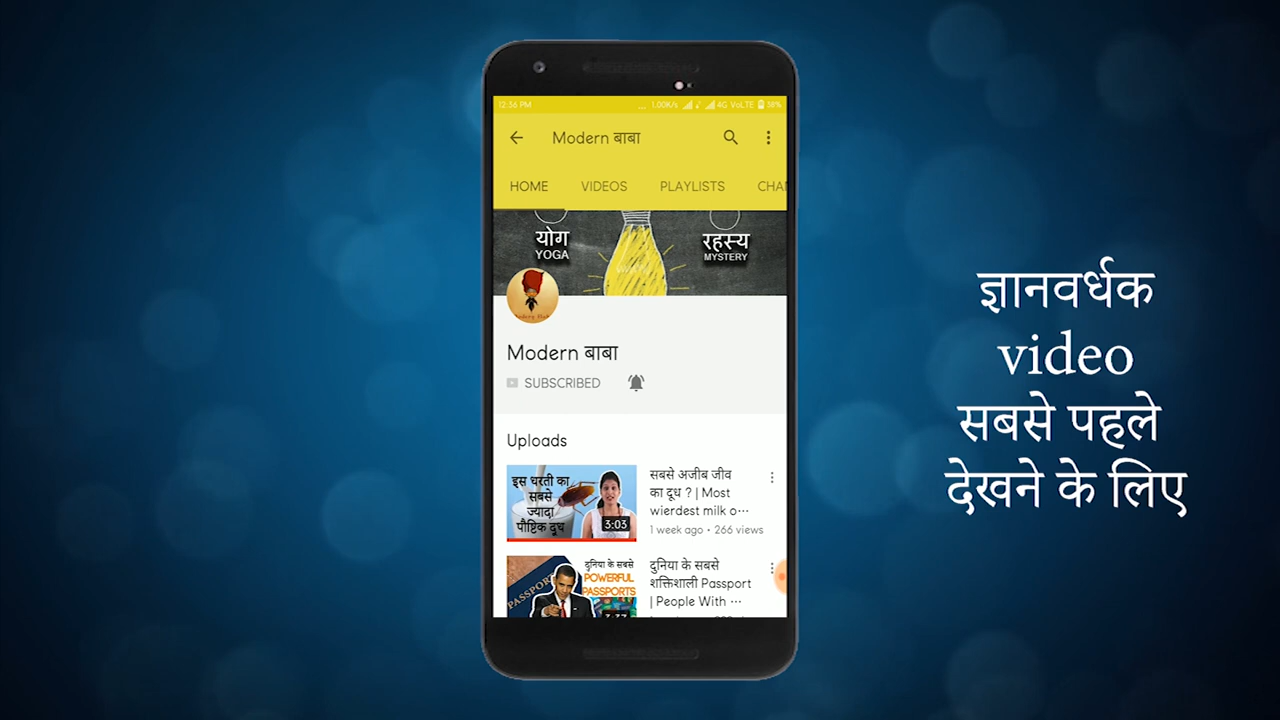 12:36 PM
... 1.00K/s 4G VoLTE 38%
Modern बाबा
HOME VIDEOS PLAYLISTS CHA
योग
YOGA
रहस्य
MYSTERY
Modern बाबा
SUBSCRIBED
Uploads
इस धरती का
सबसे
ज्यादा
पौष्टिक दूध
3:03
सबसे अजीब जीव
का दूध ? | Most
wierdest milk o...
1 week ago • 266 views
दुनिया के सबसे
POWERFUL
PASSPORTS
PASSPORT
दुनिया के सबसे
शक्तिशाली Passport
| People With ...
ज्ञानवर्धक
video
सबसे पहले
देखने के लिए